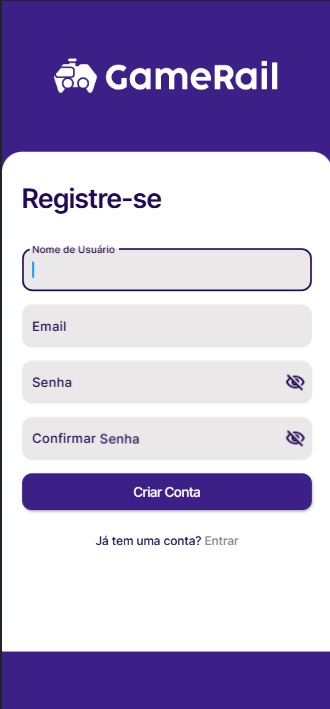 GameRail
Registre-se
Nome de Usuário
Email
Senha
Confirmar Senha
Criar Conta
Já tem uma conta? Entrar